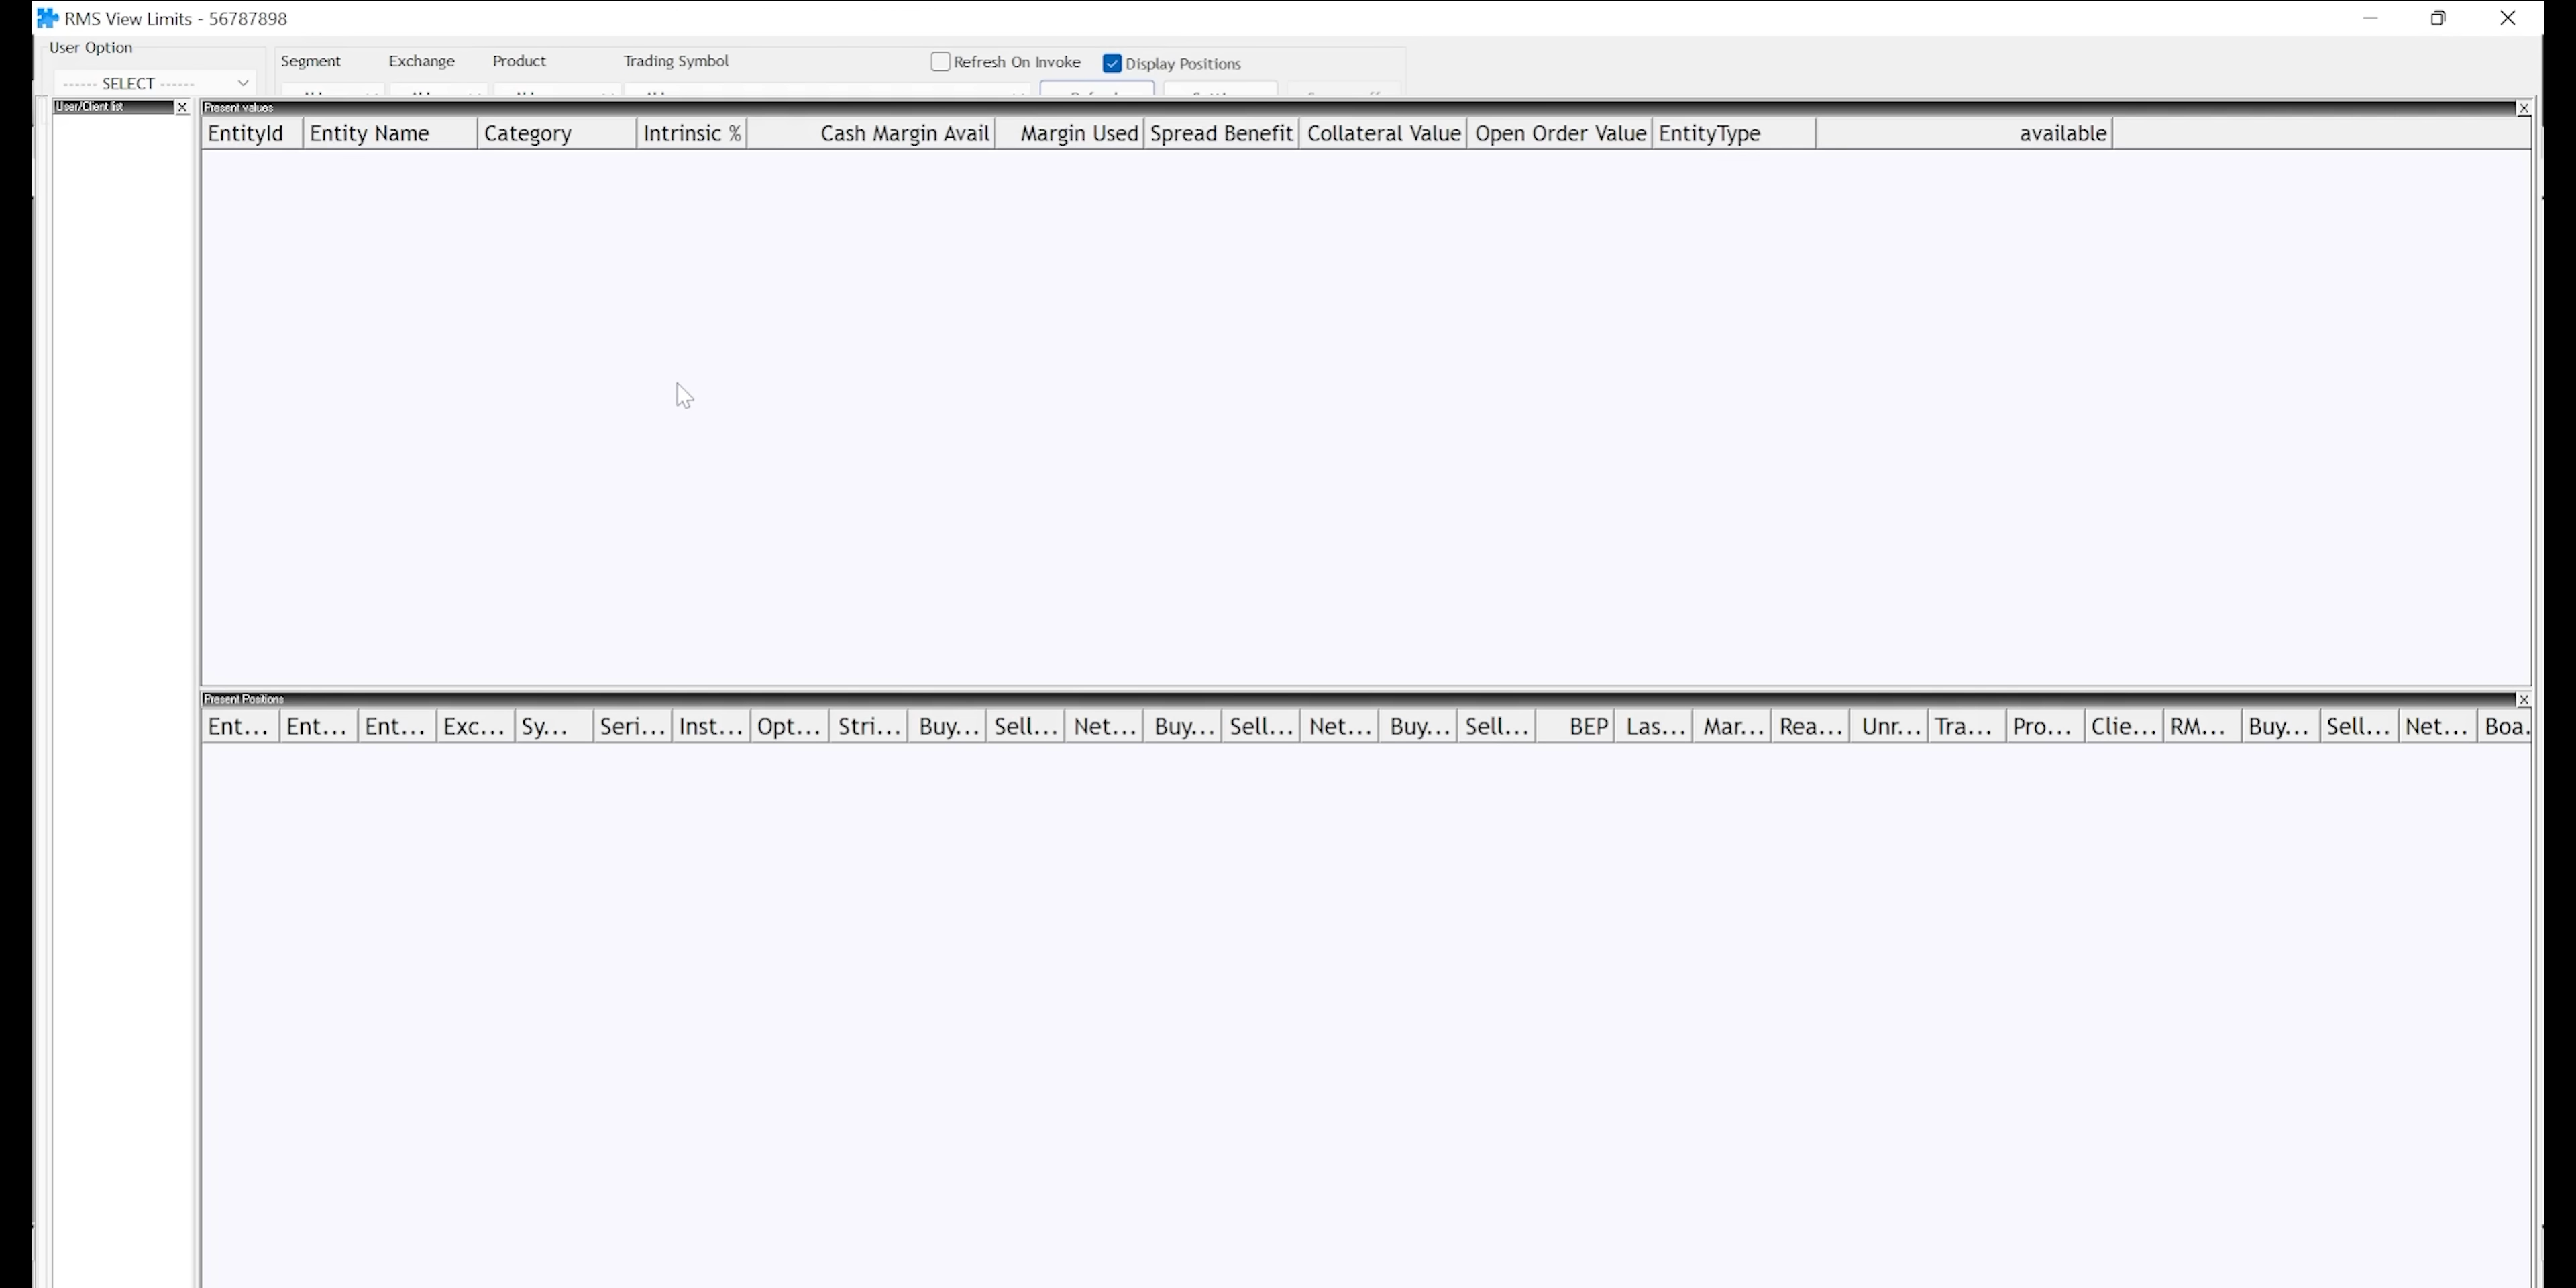 RMS View Limits - 56787898
User Option
Segment Exchange Product Trading Symbol Refresh On Invoke Display Positions
------ SELECT ------
User/Client list
Present values
EntityId Entity Name Category Intrinsic % Cash Margin Avail Margin Used Spread Benefit Collateral Value Open Order Value EntityType available
Present Positions
Ent... Ent... Ent... Exc... Sy... Seri... Inst... Opt... Stri... Buy... Sell... Net... Buy... Sell... Net... Buy... Sell... BEP Las... Mar... Rea... Unr... Tra... Pro... Clie... RM... Buy... Sell... Net... Boa.